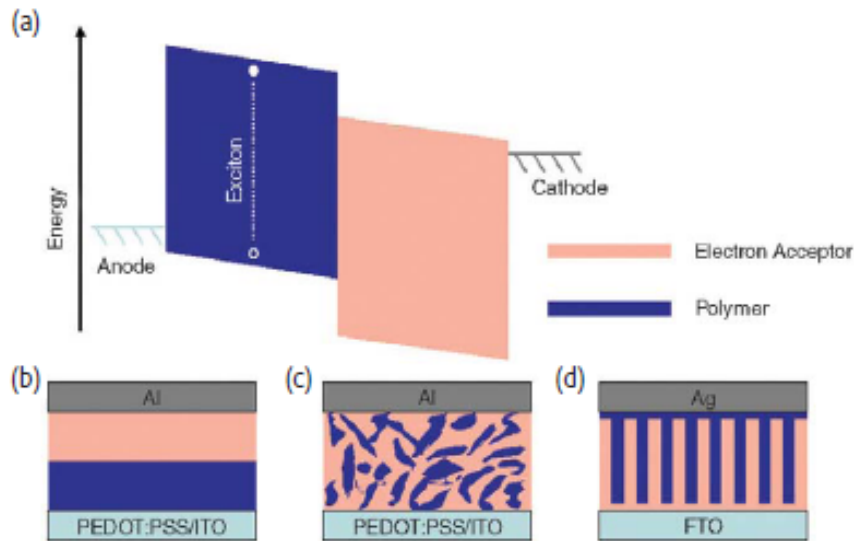 (a)
Energy
Exciton
Anode
Cathode
Electron Acceptor
Polymer
(b)
(c)
(d)
Al
Al
Ag
PEDOT:PSS/ITO
PEDOT:PSS/ITO
FTO